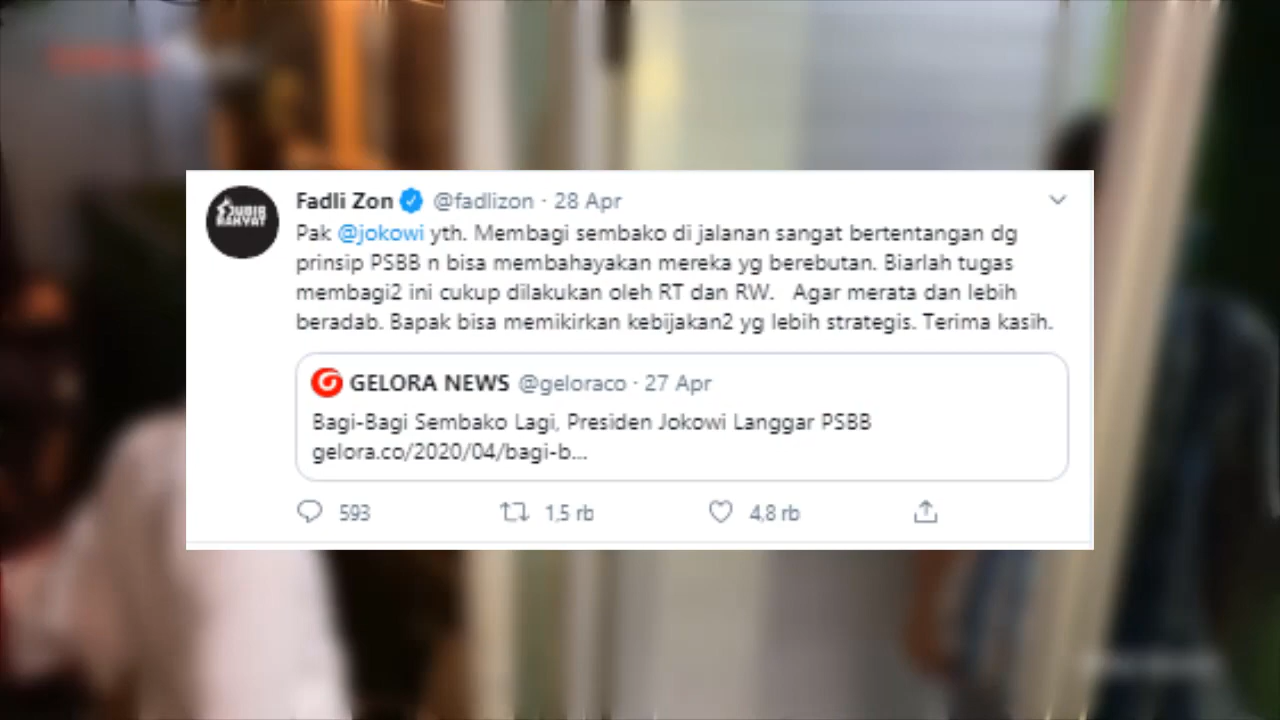 Fadli Zon @fadlizon · 28 Apr
Pak @jokowi yth. Membagi sembako di jalanan sangat bertentangan dg
prinsip PSBB n bisa membahayakan mereka yg berebutan. Biarlah tugas
membagi2 ini cukup dilakukan oleh RT dan RW. Agar merata dan lebih
beradab. Bapak bisa memikirkan kebijakan2 yg lebih strategis. Terima kasih.
GELORA NEWS @geloraco · 27 Apr
Bagi-Bagi Sembako Lagi, Presiden Jokowi Langgar PSBB
gelora.co/2020/04/bagi-b...
593 1,5 rb 4,8 rb